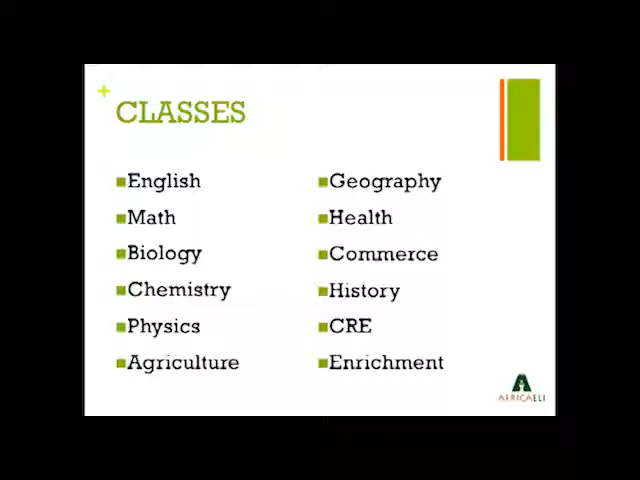 +
CLASSES
English
Math
Biology
Chemistry
Physics
Agriculture
Geography
Health
Commerce
History
CRE
Enrichment
AFRICAELI